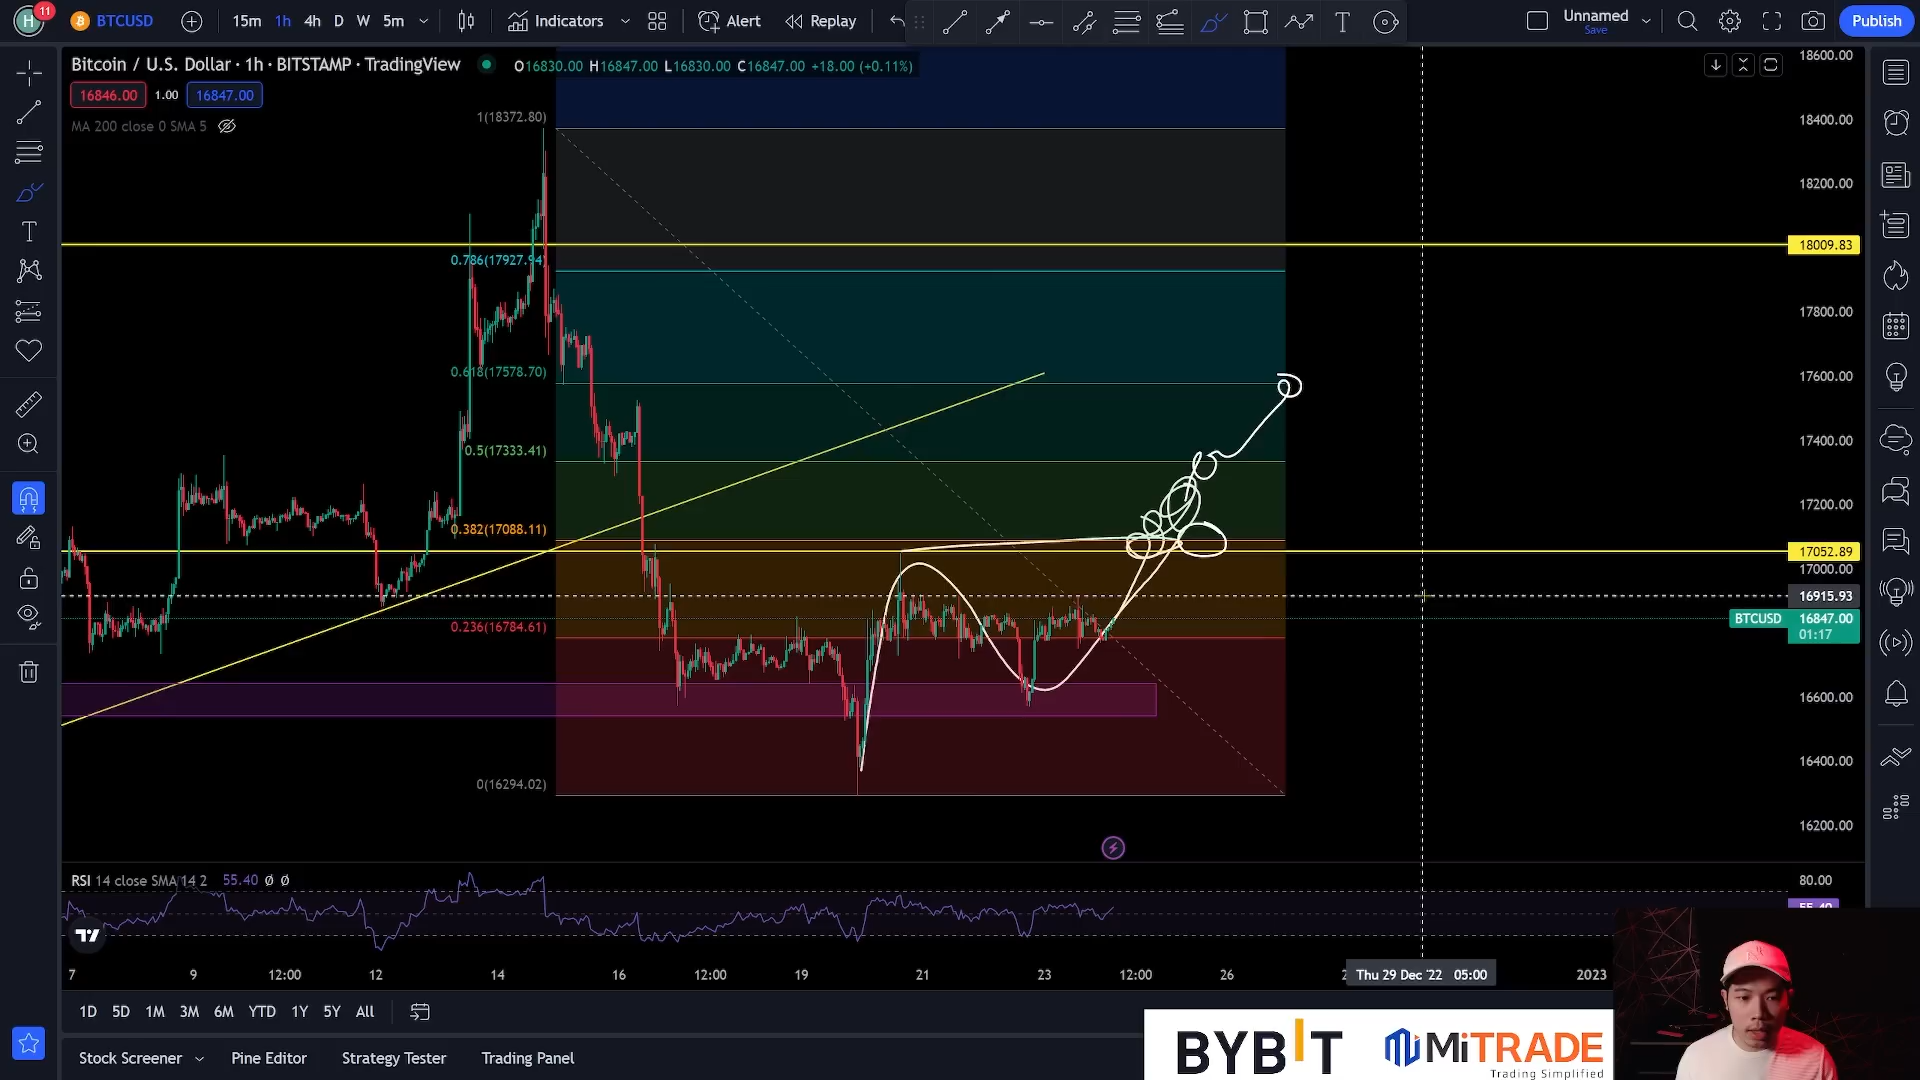 H 11 BTCUSD 15m 1h 4h D W 5m Indicators Alert Replay Unnamed Save Publish
Bitcoin / U.S. Dollar · 1h · BITSTAMP · TradingView O16830.00 H16847.00 L16830.00 C16847.00 +18.00 (+0.11%)
16846.00 1.00 16847.00
MA 200 close 0 SMA 5
1(18372.80)
0.786(17927.94)
0.618(17578.70)
0.5(17333.41)
0.382(17088.11)
0.236(16784.61)
0(16294.02)
18600.00
18400.00
18200.00
18009.83
17800.00
17600.00
17400.00
17200.00
17052.89
17000.00
16915.93
BTCUSD 16847.00
01:17
16600.00
16400.00
16200.00
RSI 14 close SMA 14 2 55.40 Ø Ø
80.00
55.40
7 9 12:00 12 14 16 12:00 19 21 23 12:00 26 Thu 29 Dec '22 05:00 2023
1D 5D 1M 3M 6M YTD 1Y 5Y All
Stock Screener Pine Editor Strategy Tester Trading Panel
BYBIT MiTRADE
Trading Simplified